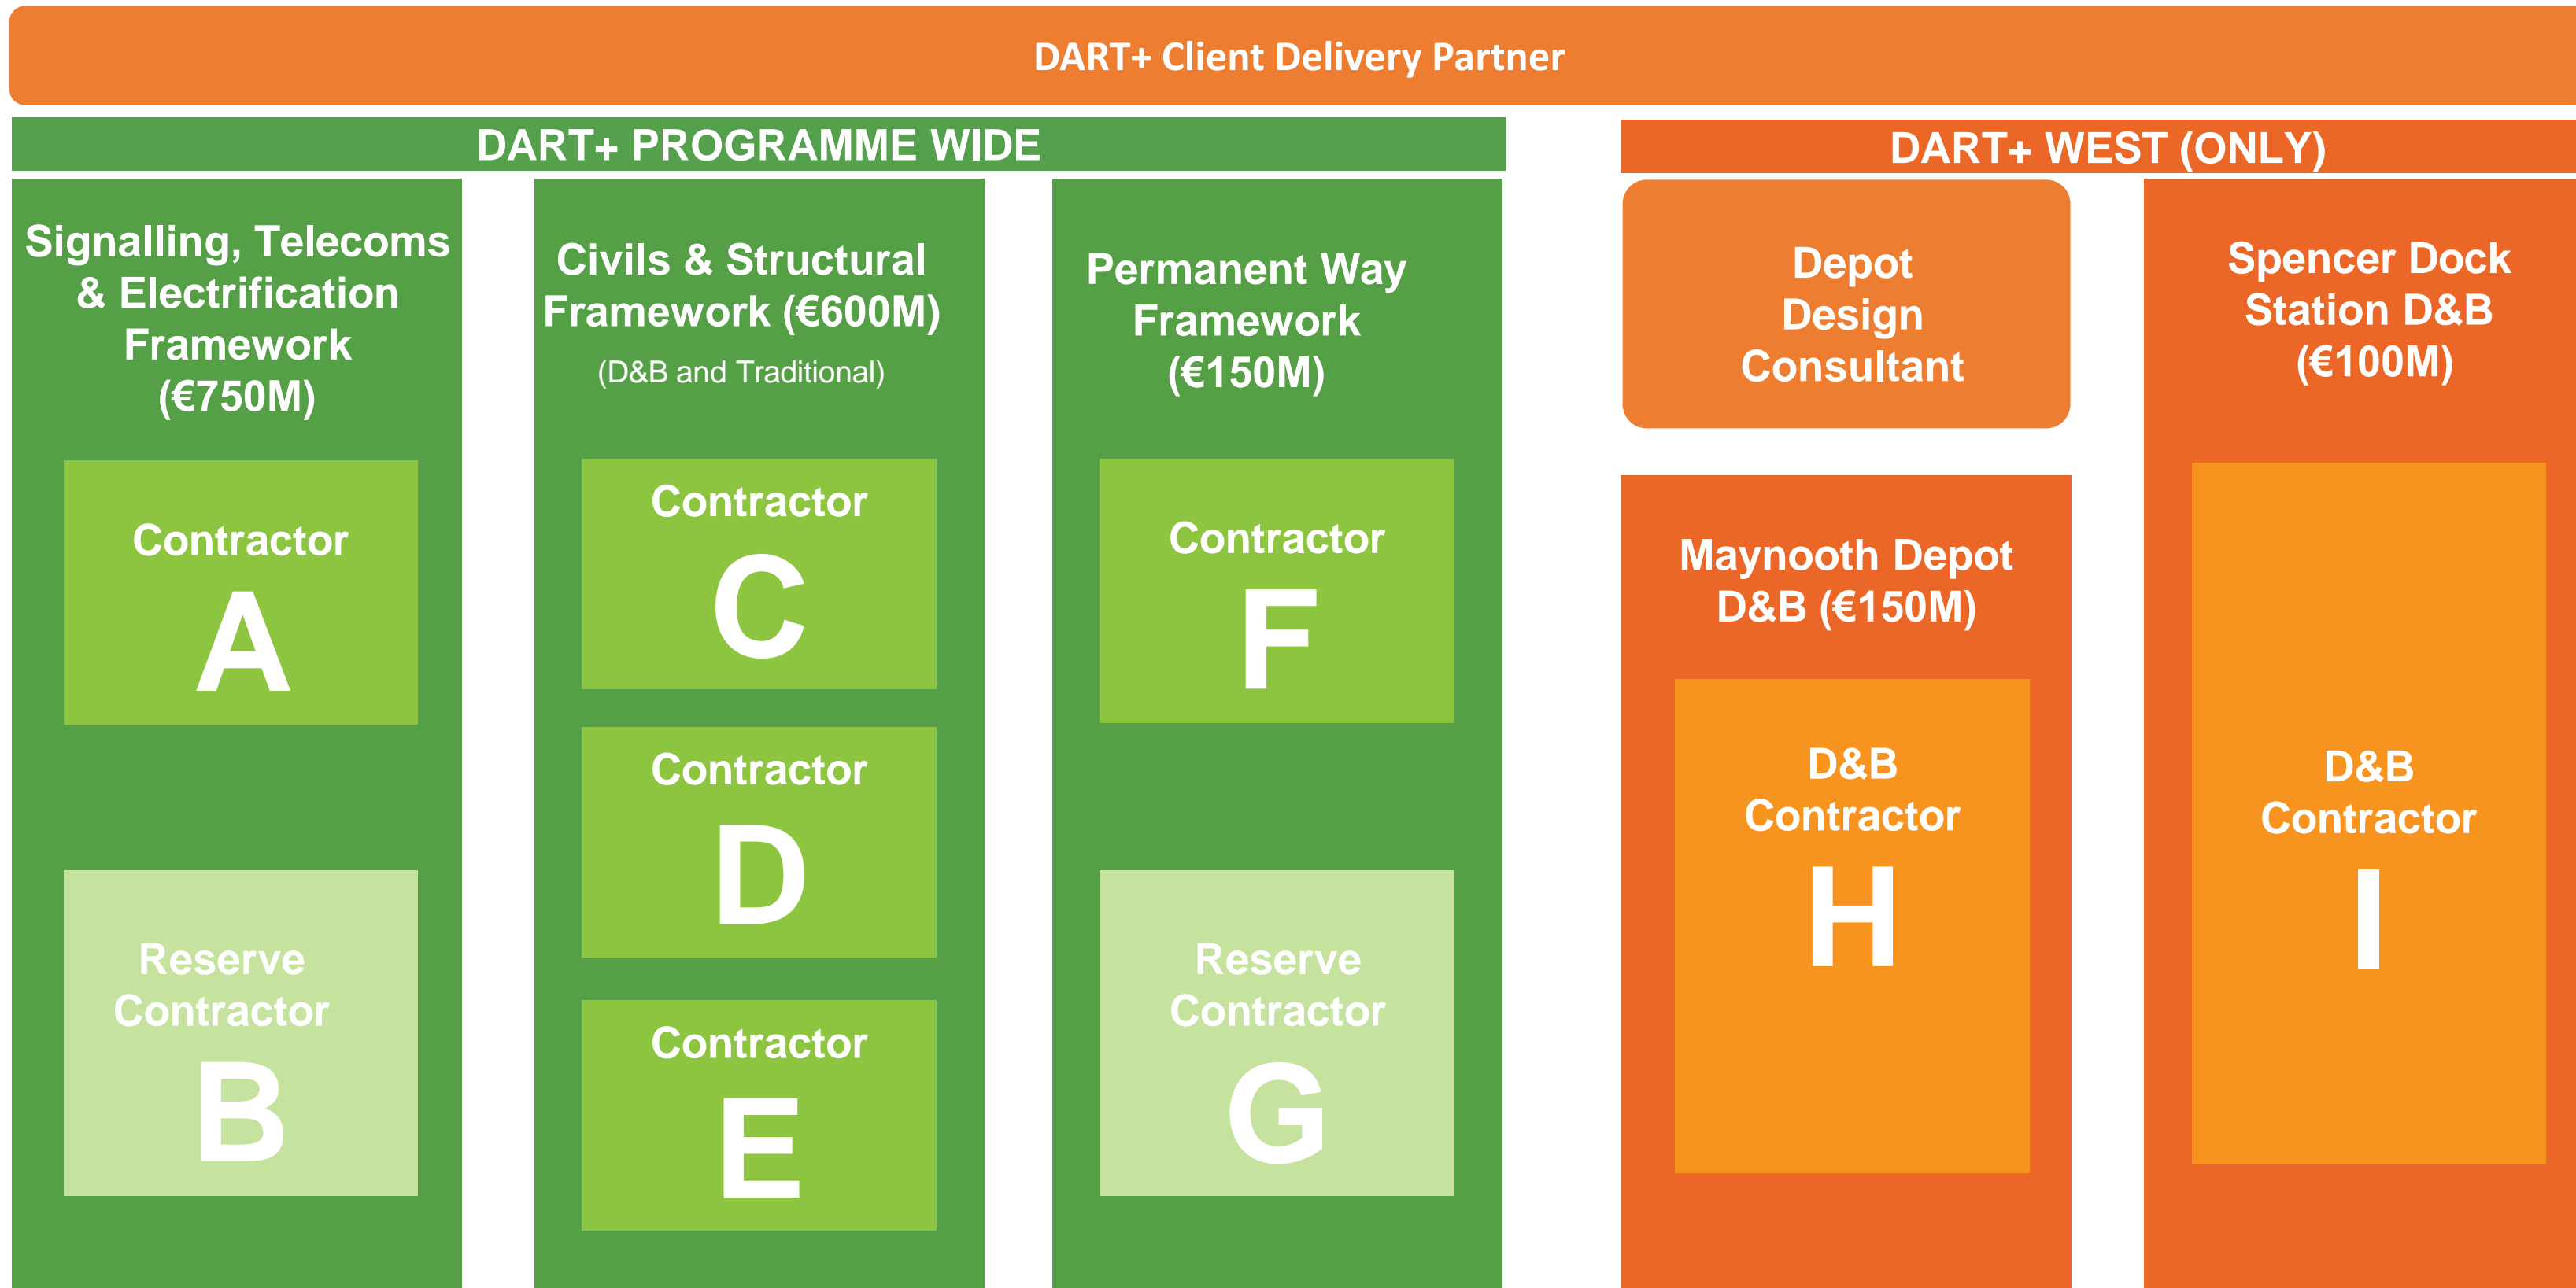 DART+ Client Delivery Partner
DART+ PROGRAMME WIDE
Signalling, Telecoms
& Electrification
Framework
(€750M)
Contractor
A
Reserve
Contractor
B
Civils & Structural
Framework (€600M)
(D&B and Traditional)
Contractor
C
Contractor
D
Contractor
E
Permanent Way
Framework
(€150M)
Contractor
F
Reserve
Contractor
G
DART+ WEST (ONLY)
Depot
Design
Consultant
Maynooth Depot
D&B (€150M)
D&B
Contractor
H
Spencer Dock
Station D&B
(€100M)
D&B
Contractor
I